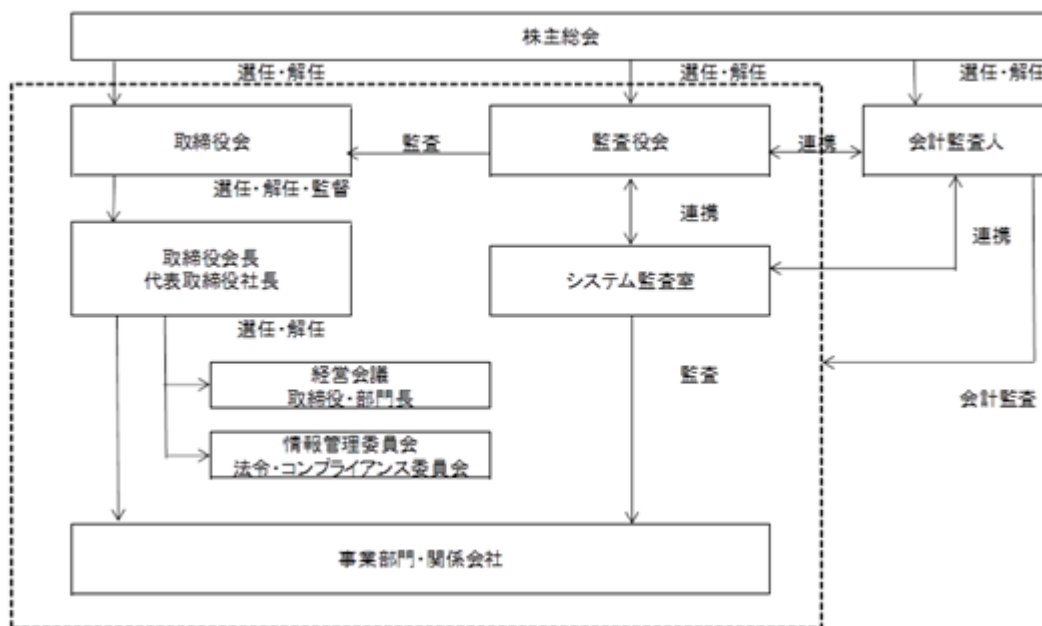 株主総会
選任・解任
選任・解任
選任・解任
取締役会
監査
監査役会
連携
会計監査人
選任・解任・監督
連携
連携
取締役会長
代表取締役社長
システム監査室
選任・解任
経営会議
取締役・部門長
監査
会計監査
情報管理委員会
法令・コンプライアンス委員会
事業部門・関係会社